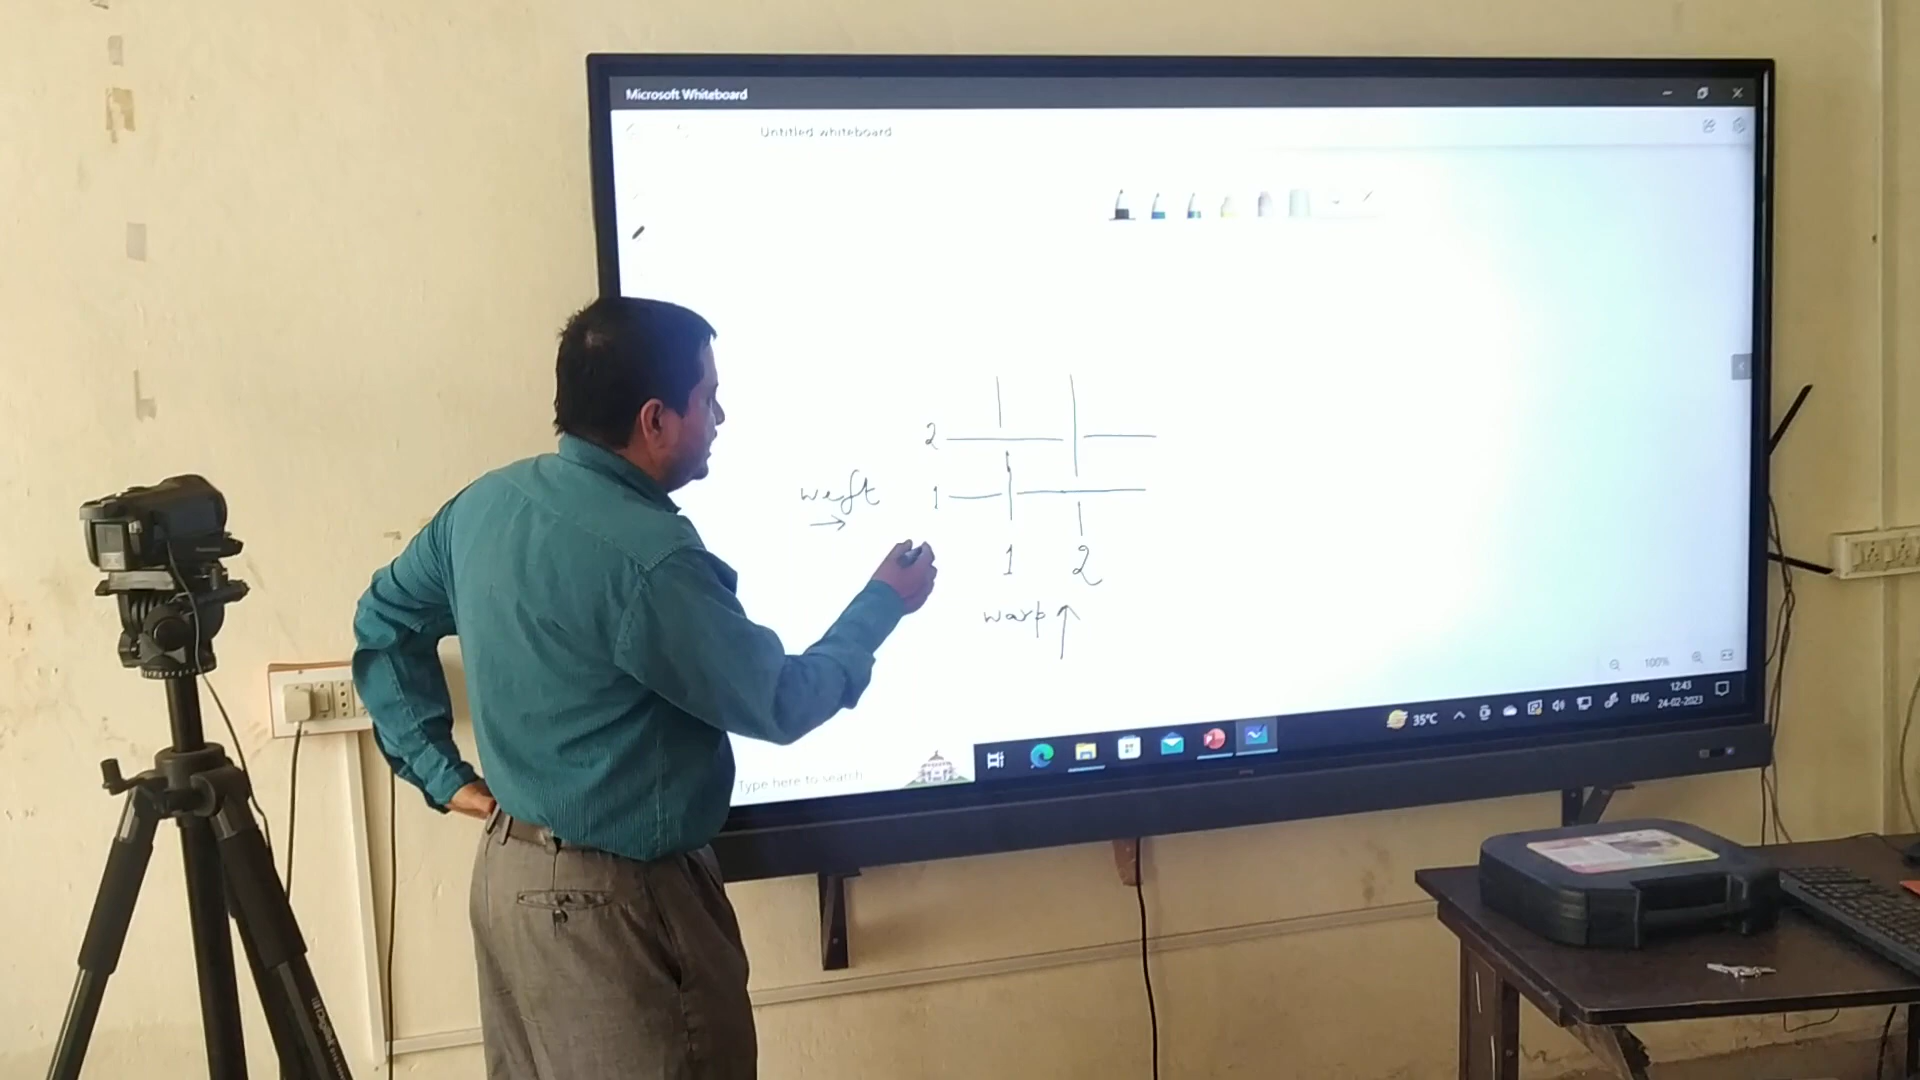 Microsoft Whiteboard
Untitled whiteboard
2
weft
1
1 2
warp
100%
Type here to search
35°C
ENG
12:43
24-02-2023